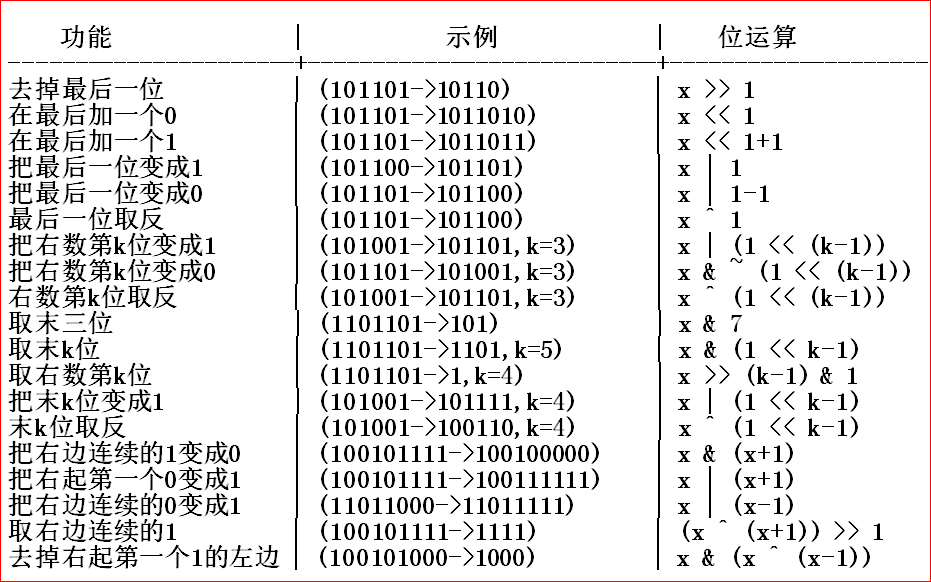 功能 | 示例 | 位运算
去掉最后一位 | (101101->10110) | x >> 1
在最后加一个0 | (101101->1011010) | x << 1
在最后加一个1 | (101101->1011011) | x << 1+1
把最后一位变成1 | (101100->101101) | x | 1
把最后一位变成0 | (101101->101100) | x | 1-1
最后一位取反 | (101101->101100) | x ^ 1
把右数第k位变成1 | (101001->101101,k=3) | x | (1 << (k-1))
把右数第k位变成0 | (101101->101001,k=3) | x & ~ (1 << (k-1))
右数第k位取反 | (101001->101101,k=3) | x ^ (1 << (k-1))
取末三位 | (1101101->101) | x & 7
取末k位 | (1101101->1101,k=5) | x & (1 << k-1)
取右数第k位 | (1101101->1,k=4) | x >> (k-1) & 1
把末k位变成1 | (101001->101111,k=4) | x | (1 << k-1)
末k位取反 | (101001->100110,k=4) | x ^ (1 << k-1)
把右边连续的1变成0 | (100101111->100100000) | x & (x+1)
把右起第一个0变成1 | (100101111->100111111) | x | (x+1)
把右边连续的0变成1 | (11011000->11011111) | x | (x-1)
取右边连续的1 | (100101111->1111) | (x ^ (x+1)) >> 1
去掉右起第一个1的左边 | (100101000->1000) | x & (x ^ (x-1))